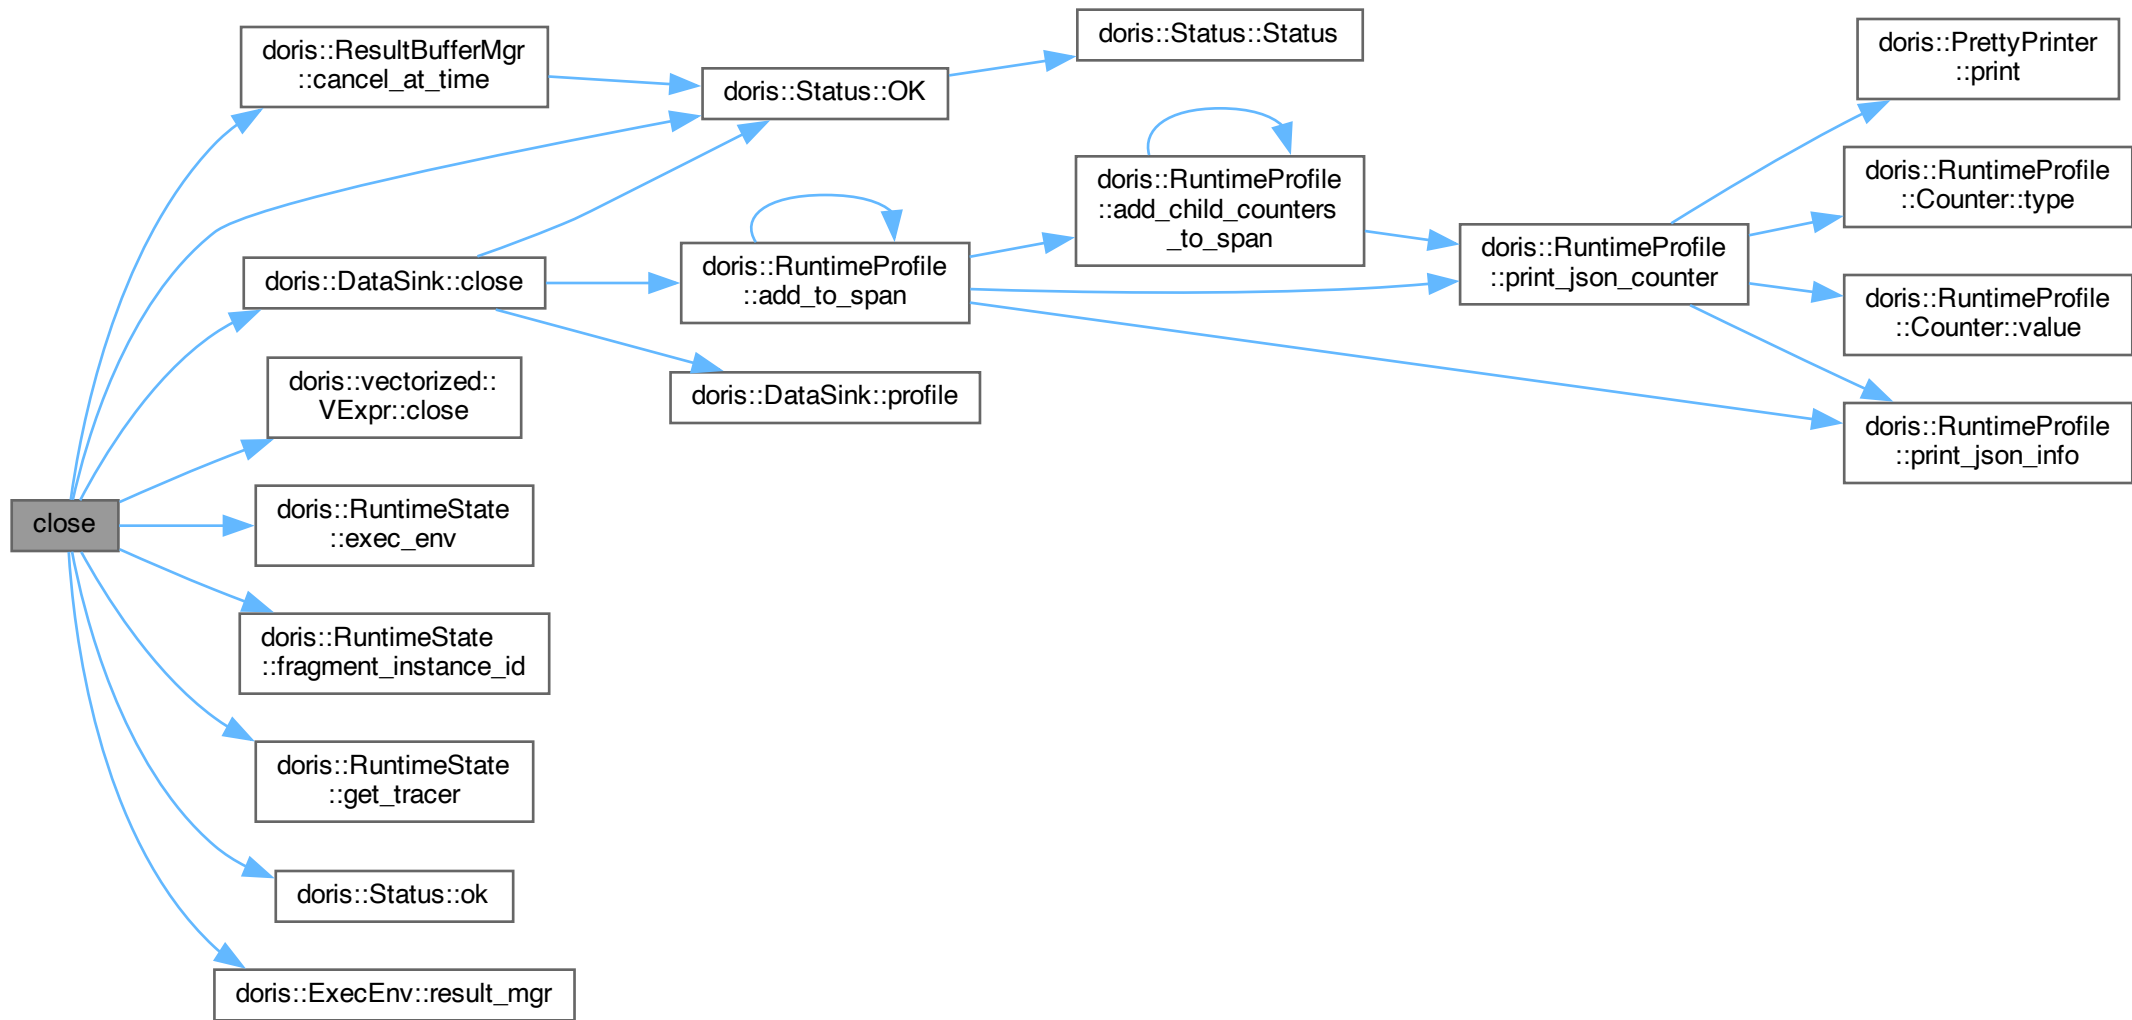 close
doris::ResultBufferMgr
::cancel_at_time
doris::Status::OK
doris::Status::Status
doris::DataSink::close
doris::RuntimeProfile
::add_to_span
doris::RuntimeProfile
::add_child_counters
_to_span
doris::RuntimeProfile
::print_json_counter
doris::PrettyPrinter
::print
doris::RuntimeProfile
::Counter::type
doris::RuntimeProfile
::Counter::value
doris::RuntimeProfile
::print_json_info
doris::DataSink::profile
doris::vectorized::
VExpr::close
doris::RuntimeState
::exec_env
doris::RuntimeState
::fragment_instance_id
doris::RuntimeState
::get_tracer
doris::Status::ok
doris::ExecEnv::result_mgr